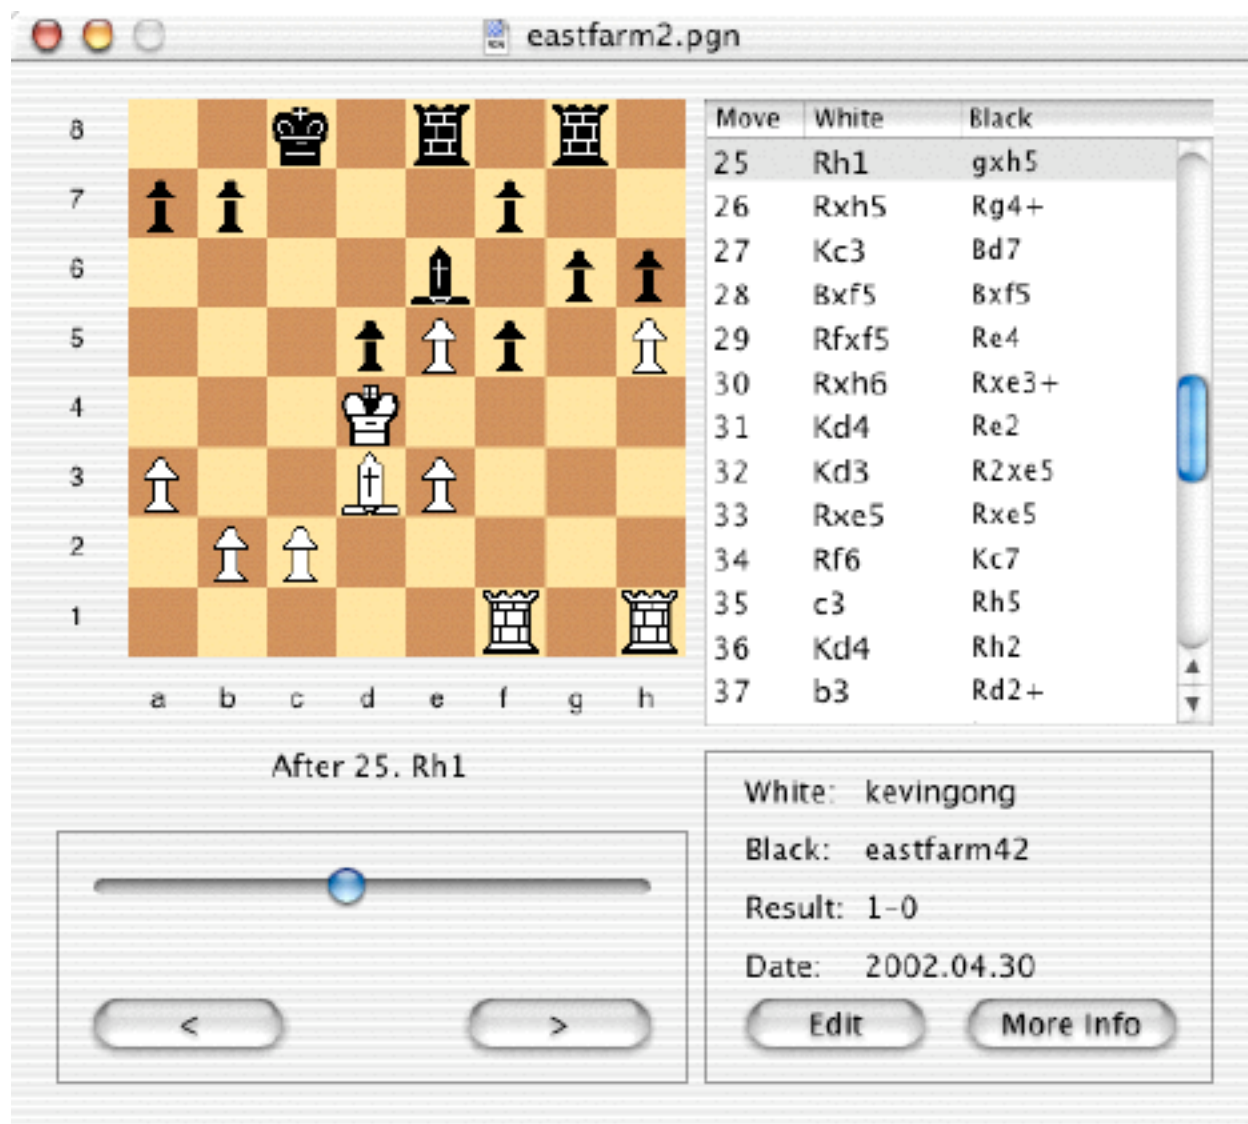 eastfarm2.pgn
8
7
6
5
4
3
2
1
a b c d e f g h
Move White Black
25 Rh1 gxh5
26 Rxh5 Rg4+
27 Kc3 Bd7
28 Bxf5 Bxf5
29 Rfxf5 Re4
30 Rxh6 Rxe3+
31 Kd4 Re2
32 Kd3 R2xe5
33 Rxe5 Rxe5
34 Rf6 Kc7
35 c3 Rh5
36 Kd4 Rh2
37 b3 Rd2+
After 25. Rh1
< >
White: kevingong
Black: eastfarm42
Result: 1-0
Date: 2002.04.30
Edit More Info